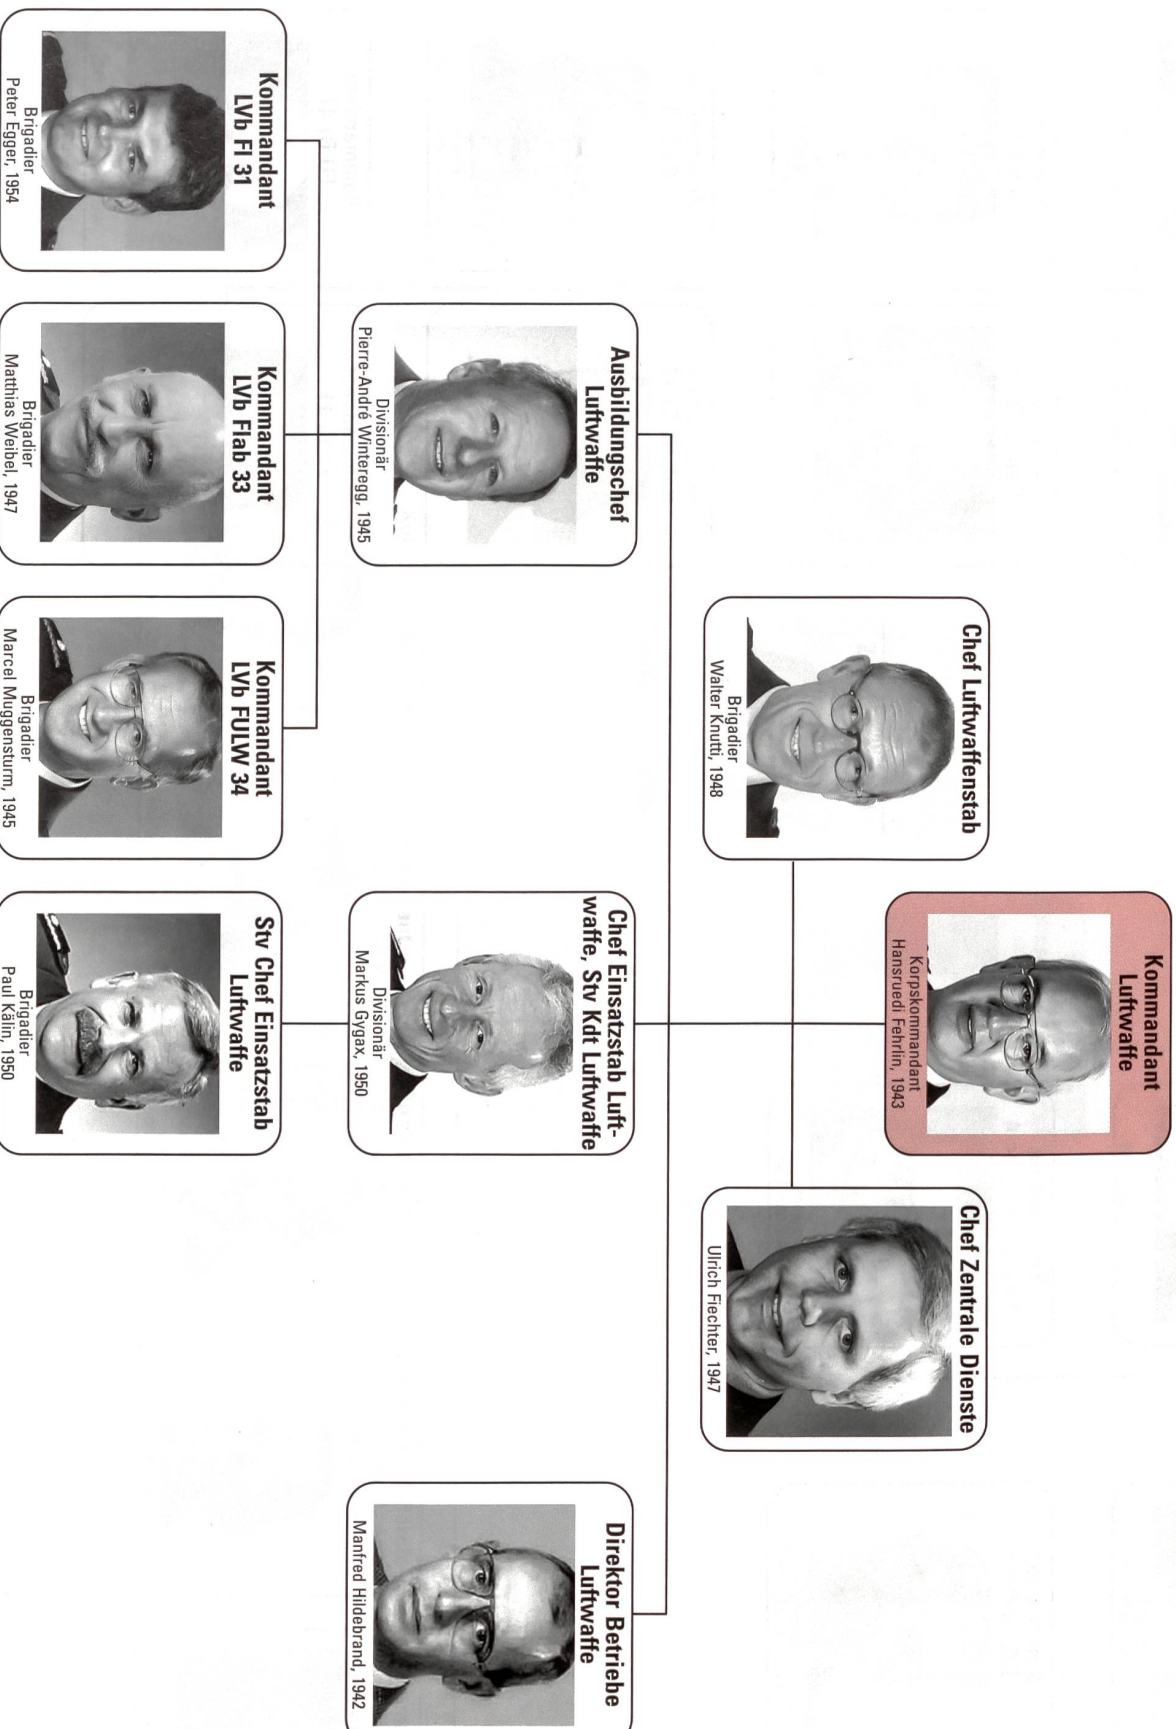 Kommandant
Luftwaffe
Korpskommandant
Hansruedi Fehrlin, 1943
Chef Luftwaffenstab
Brigadier
Walter Knutti, 1948
Chef Zentrale Dienste
Ulrich Fiechter, 1947
Ausbildungschef
Luftwaffe
Divisionär
Pierre-André Winteregg, 1945
Chef Einsatzstab Luft-
waffe, Stv Kdt Luftwaffe
Divisionär
Markus Gygax, 1950
Direktor Betriebe
Luftwaffe
Manfred Hildebrand, 1942
Kommandant
LVb Fl 31
Brigadier
Peter Egger, 1954
Kommandant
LVb Flab 33
Brigadier
Matthias Weibel, 1947
Kommandant
LVb FULW 34
Brigadier
Marcel Muggensturm, 1945
Stv Chef Einsatzstab
Luftwaffe
Brigadier
Paul Kälin, 1950